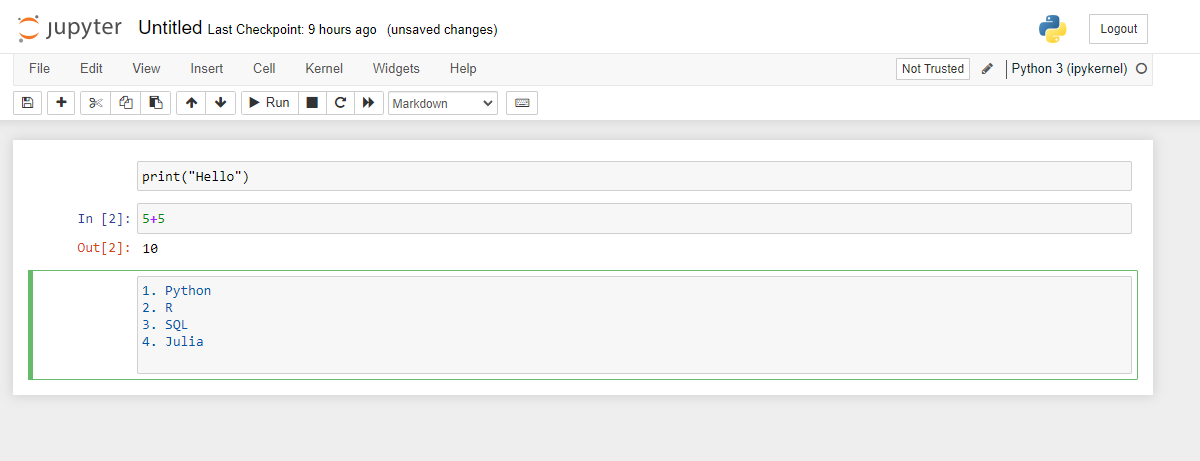 jupyter Untitled Last Checkpoint: 9 hours ago (unsaved changes) Logout
File Edit View Insert Cell Kernel Widgets Help Not Trusted Python 3 (ipykernel)
Run Markdown
print("Hello")
In [2]: 5+5
Out[2]: 10
1. Python
2. R
3. SQL
4. Julia